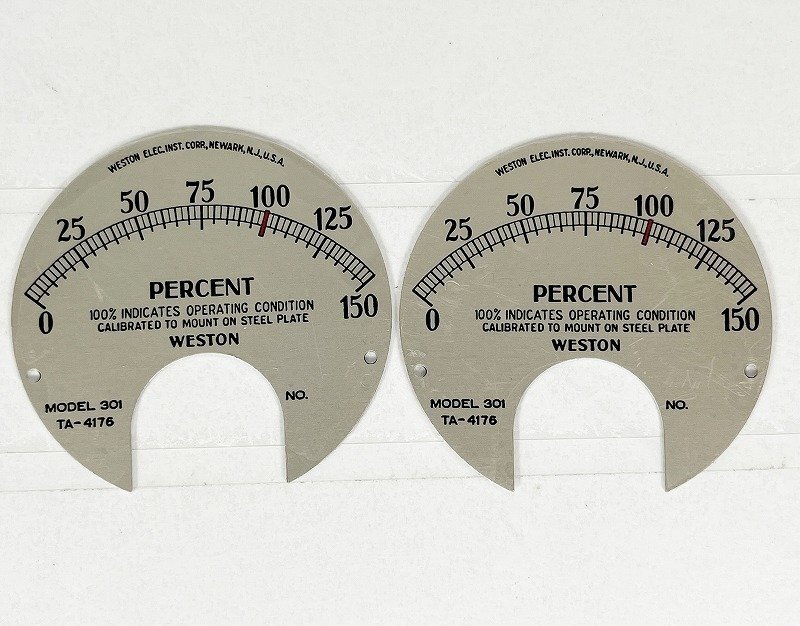 WESTON ELEC. INST. CORP., NEWARK, N.J., U.S.A.
0 25 50 75 100 125 150
PERCENT
100% INDICATES OPERATING CONDITION
CALIBRATED TO MOUNT ON STEEL PLATE
WESTON
MODEL 301
TA-4176
NO.
WESTON ELEC. INST. CORP., NEWARK, N.J., U.S.A.
0 25 50 75 100 125 150
PERCENT
100% INDICATES OPERATING CONDITION
CALIBRATED TO MOUNT ON STEEL PLATE
WESTON
MODEL 301
TA-4176
NO.